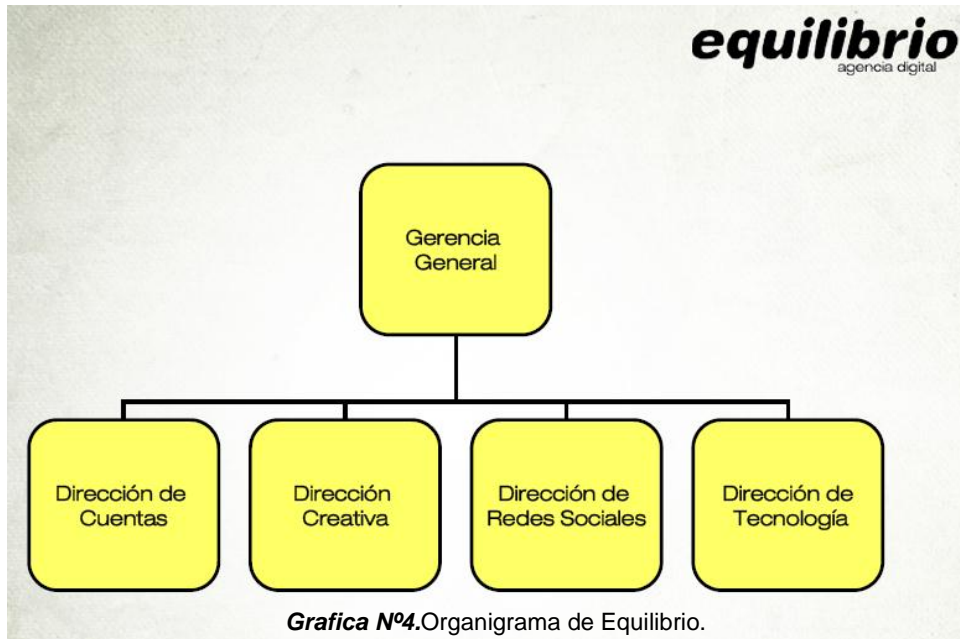 equilibrio
agencia digital
Gerencia
General
Dirección de
Cuentas
Dirección
Creativa
Dirección de
Redes Sociales
Dirección de
Tecnología
Grafica Nº4.Organigrama de Equilibrio.